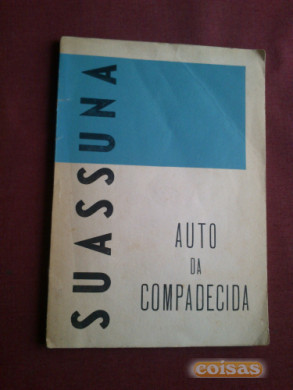 SUASSUNA
AUTO
DA
COMPADECIDA
coisas